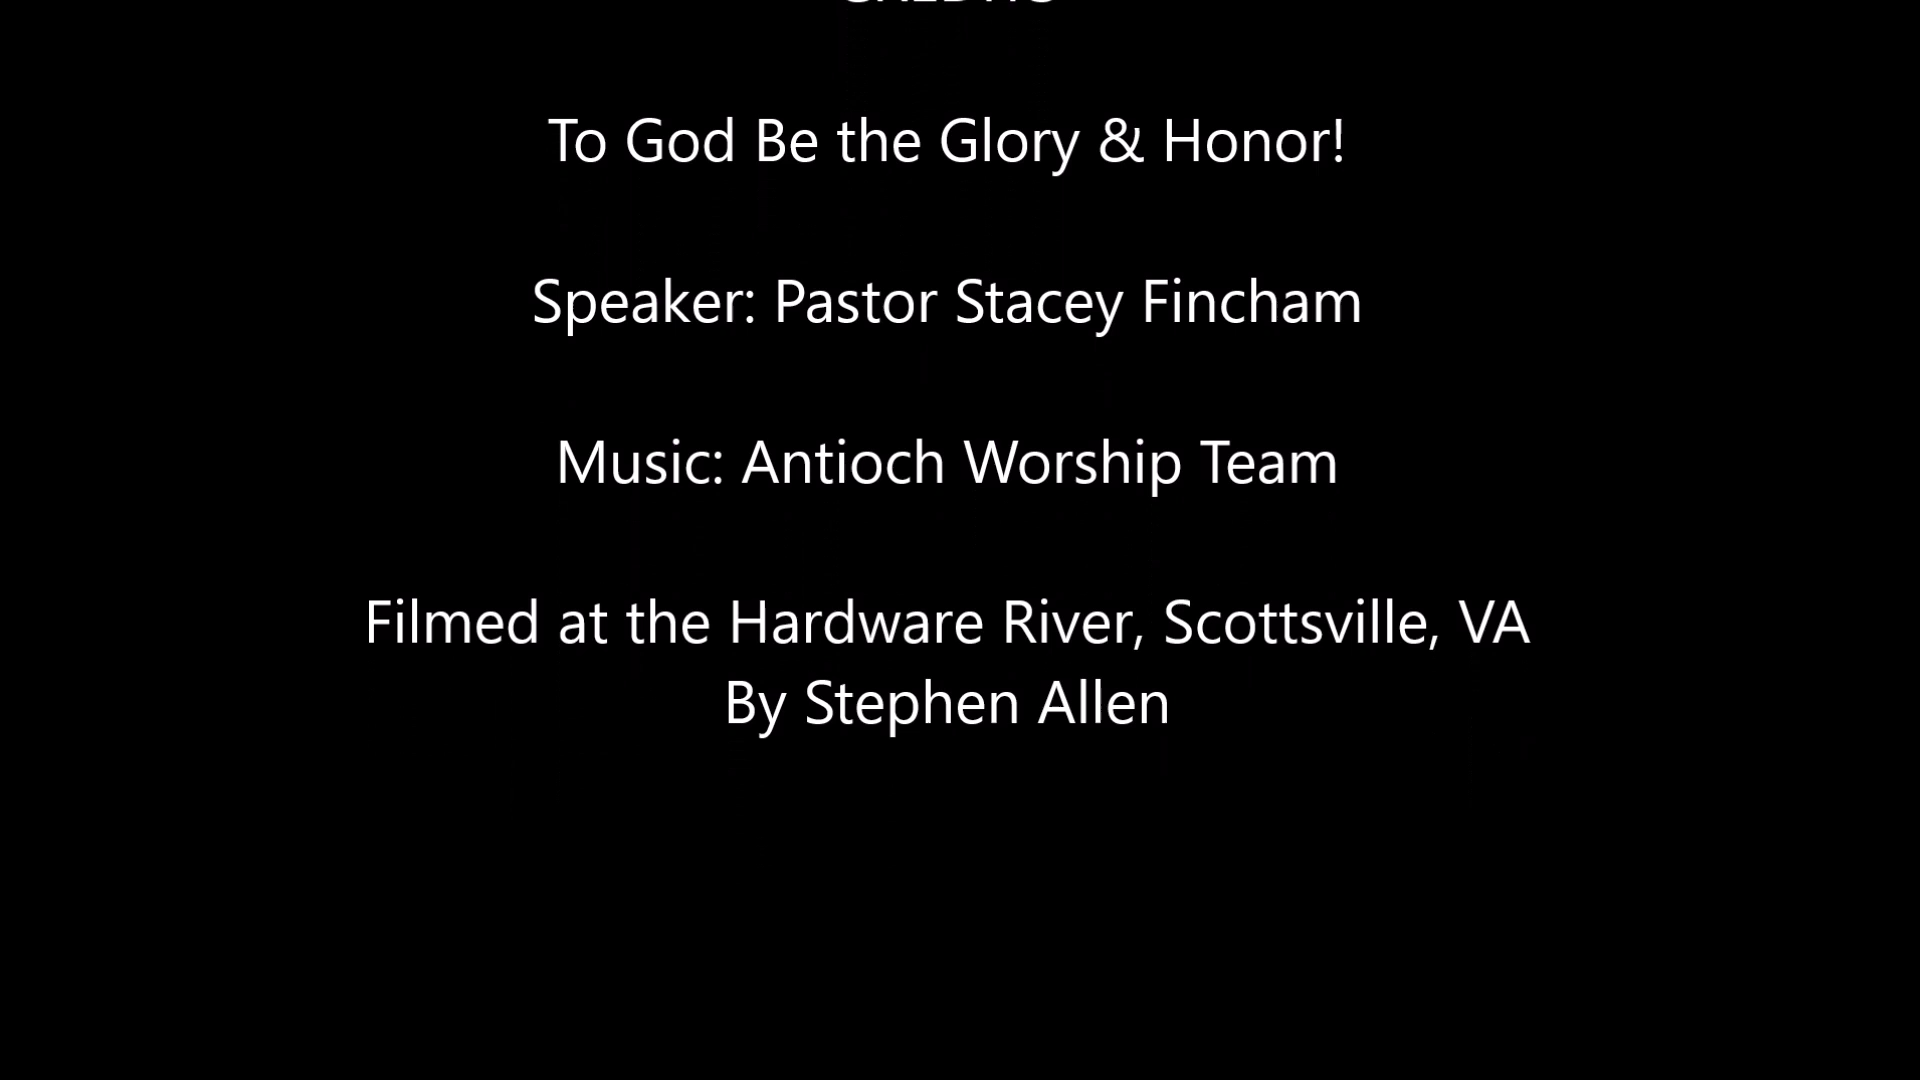 To God Be the Glory & Honor!
Speaker: Pastor Stacey Fincham
Music: Antioch Worship Team
Filmed at the Hardware River, Scottsville, VA
By Stephen Allen